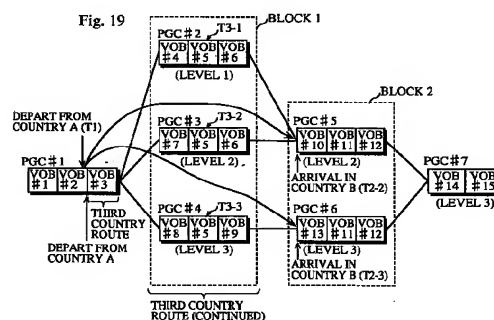 Fig. 19
BLOCK 1
PGC#2
T3-1
VOB #4 VOB #5 VOB #6
(LEVEL 1)
BLOCK 2
DEPART FROM
COUNTRY A (T1)
PGC#3
T3-2
VOB #7 VOB #5 VOB #6
(LEVEL 2)
PGC#5
VOB #10 VOB #11 VOB #12
(LEVEL 2)
ARRIVAL IN
COUNTRY B (T2-2)
PGC#1
VOB #1 VOB #2 VOB #3
THIRD
COUNTRY
ROUTE
DEPART FROM
COUNTRY A
PGC#7
VOB #14 VOB #15
(LEVEL 3)
PGC#4
T3-3
VOB #8 VOB #5 VOB #9
(LEVEL 3)
PGC#6
VOB #13 VOB #11 VOB #12
(LEVEL 3)
ARRIVAL IN
COUNTRY B (T2-3)
THIRD COUNTRY
ROUTE (CONTINUED)